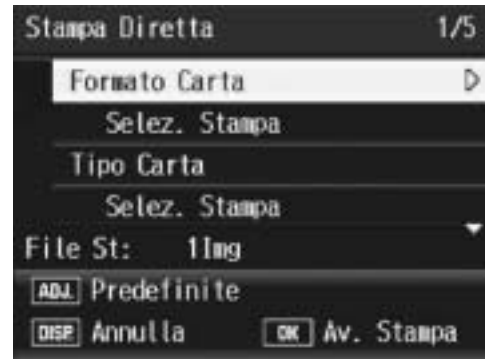 Stampa Diretta 1/5
Formato Carta
Selez. Stampa
Tipo Carta
Selez. Stampa
File St: 1Img
ADJ. Predefinite
DISP Annulla OK Av. Stampa